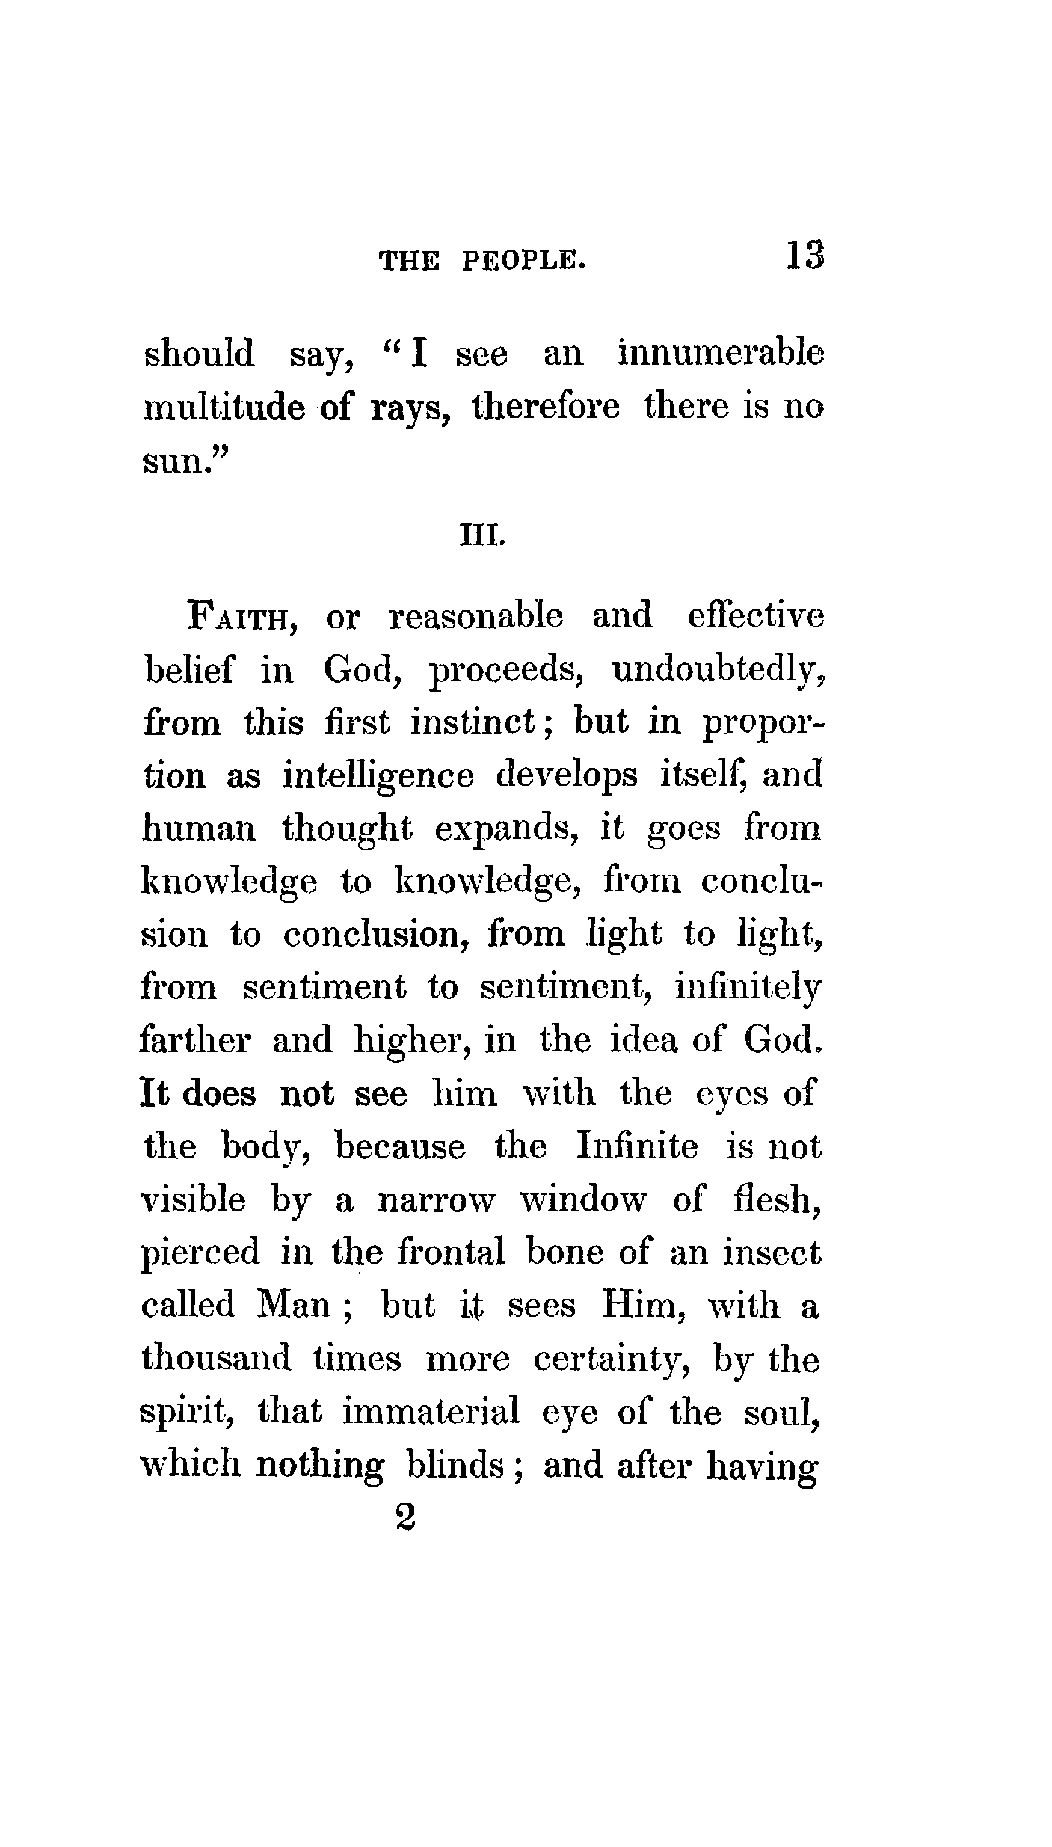 THE PEOPLE. 13
should say, “ I see an innumerable
multitude of rays, therefore there is no
sun.”
III.
FAITH, or reasonable and effective
belief in God, proceeds, undoubtedly,
from this first instinct ; but in propor-
tion as intelligence develops itself, and
human thought expands, it goes from
knowledge to knowledge, from conclu-
sion to conclusion, from light to light,
from sentiment to sentiment, infinitely
farther and higher, in the idea of God.
It does not see him with the eyes of
the body, because the Infinite is not
visible by a narrow window of flesh,
pierced in the frontal bone of an insect
called Man ; but it sees Him, with a
thousand times more certainty, by the
spirit, that immaterial eye of the soul,
which nothing blinds ; and after having
2